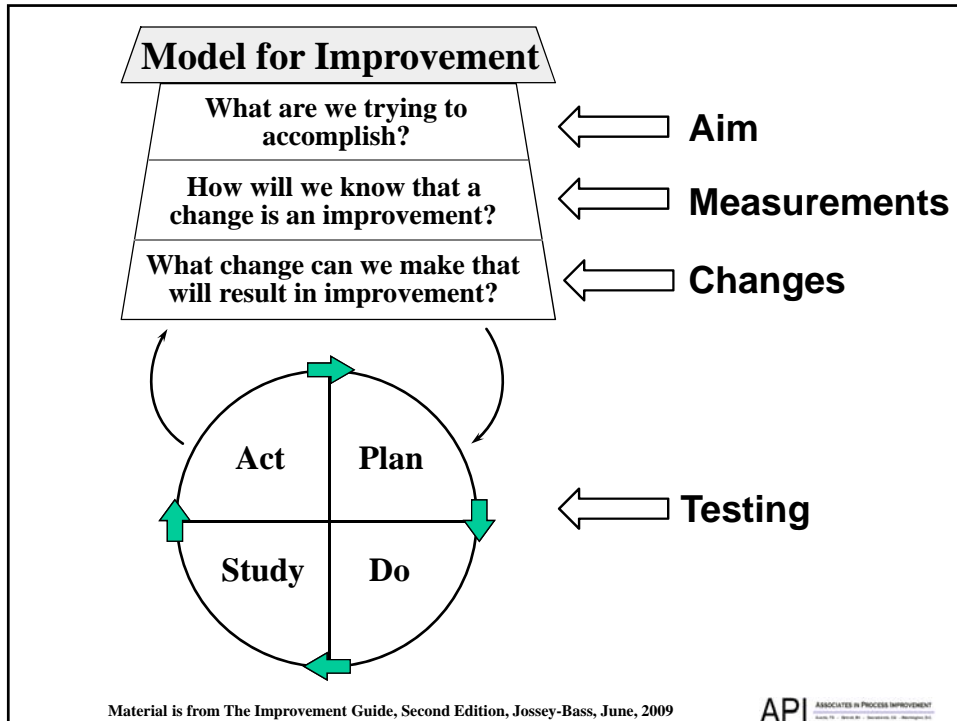 Model for Improvement
What are we trying to
accomplish?
Aim
How will we know that a
change is an improvement?
Measurements
What change can we make that
will result in improvement?
Changes
Act
Plan
Study
Do
Testing
Material is from The Improvement Guide, Second Edition, Jossey-Bass, June, 2009
API
ASSOCIATES IN PROCESS IMPROVEMENT